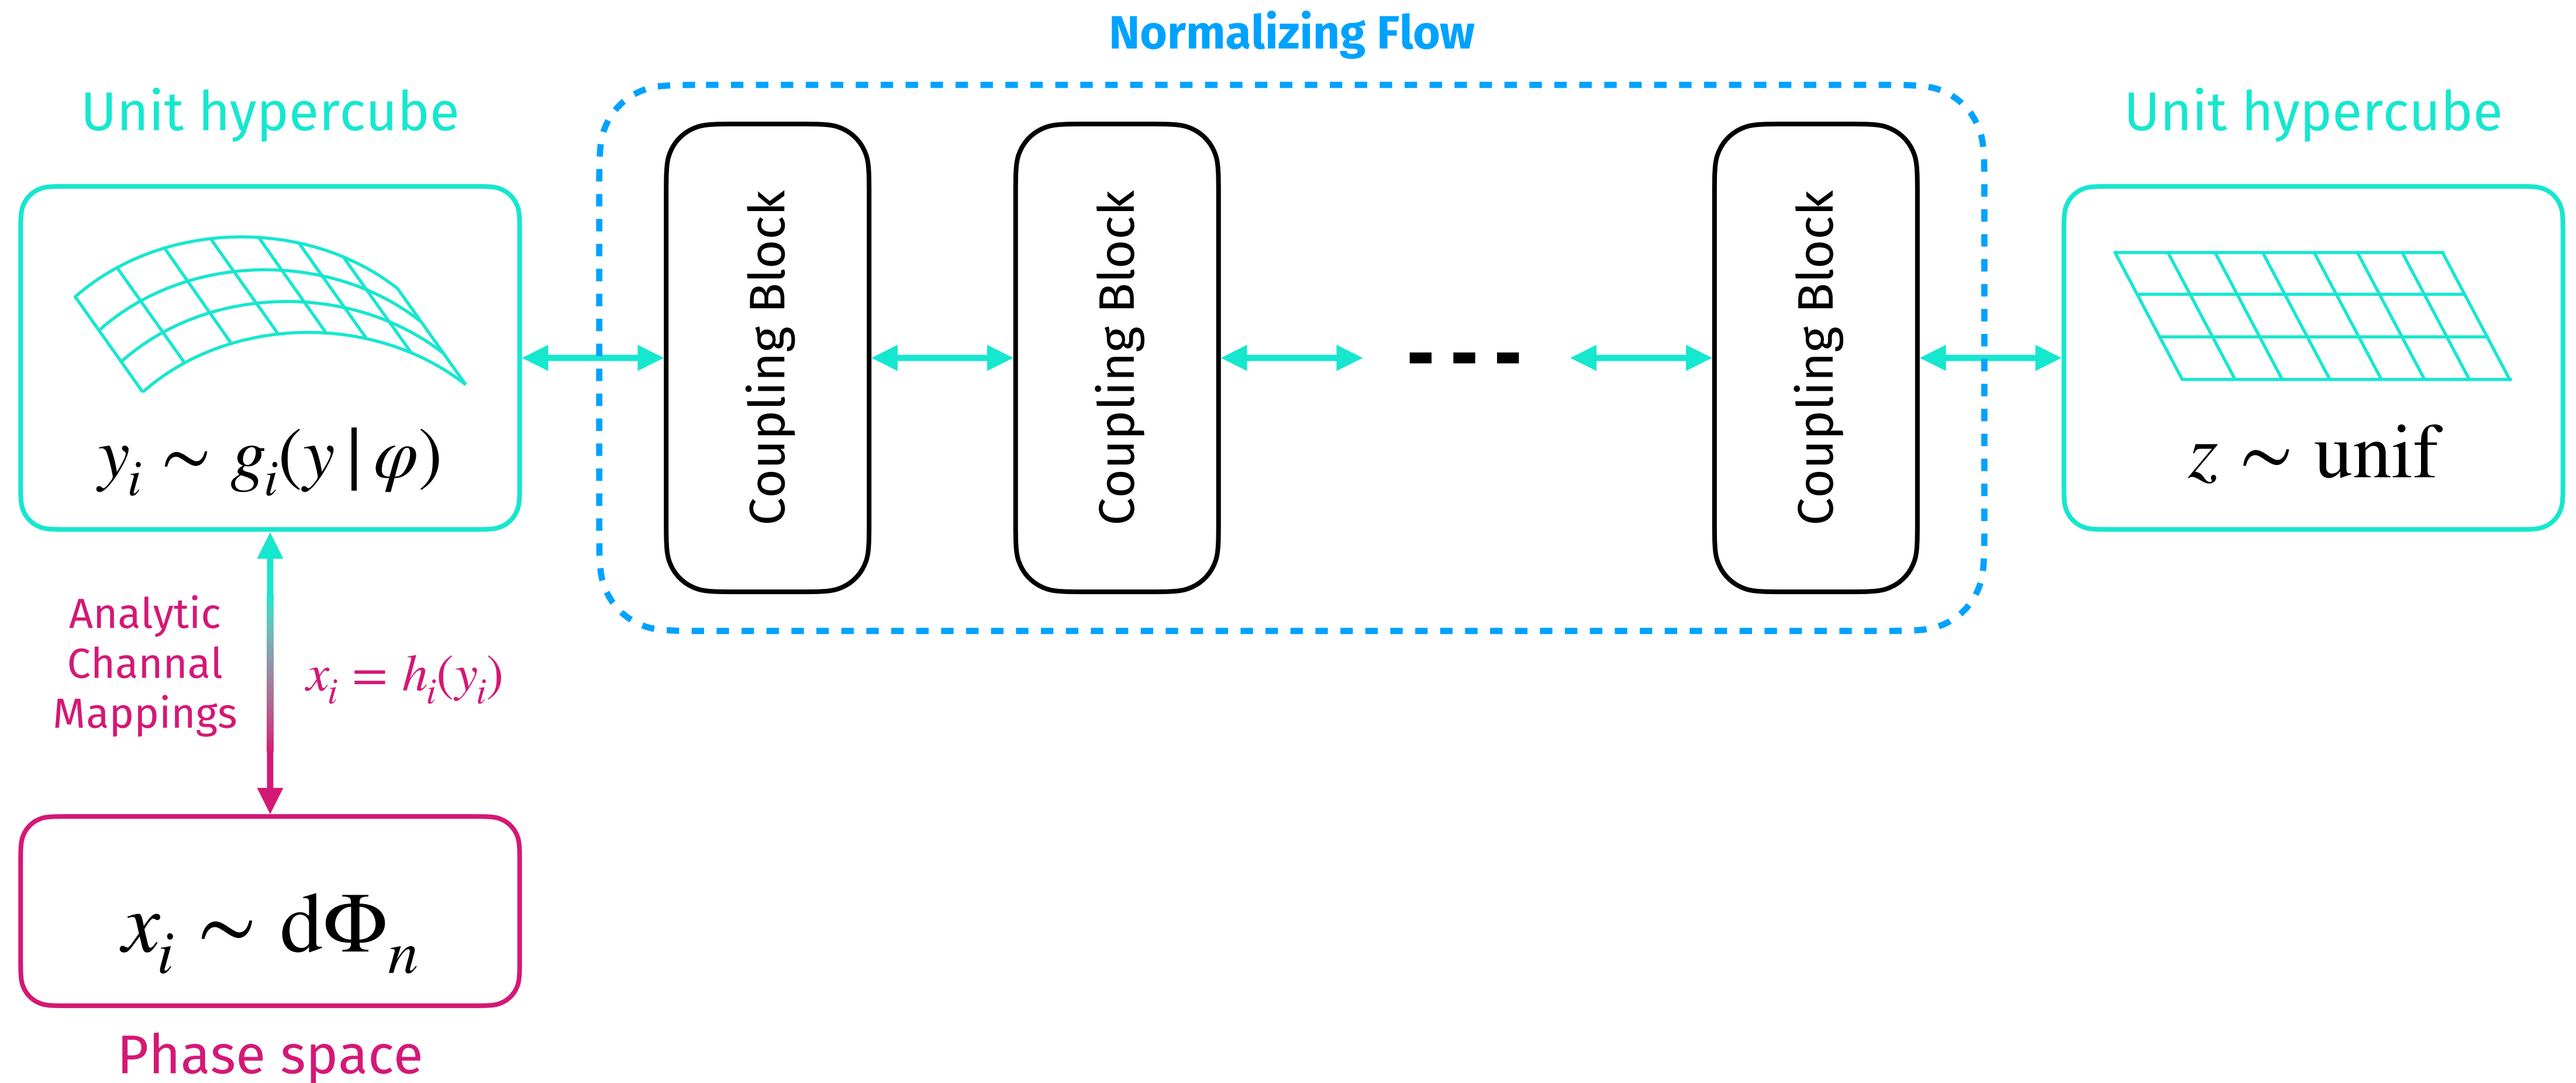 Normalizing Flow
Unit hypercube
Unit hypercube
Coupling Block
Coupling Block
Coupling Block
y_i ∼ g_i(y|φ)
z ∼ unif
Analytic
Channal
Mappings
x_i = h_i(y_i)
x_i ∼ dΦ_n
Phase space